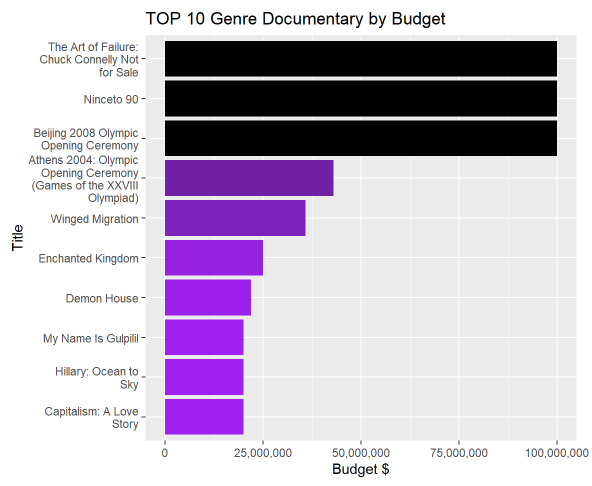 TOP 10 Genre Documentary by Budget
The Art of Failure:
Chuck Connelly Not
for Sale
Ninceto 90
Beijing 2008 Olympic
Opening Ceremony
Athens 2004: Olympic
Opening Ceremony
(Games of the XXVIII
Olympiad)
Winged Migration
Enchanted Kingdom
Demon House
My Name Is Gulpilil
Hillary: Ocean to
Sky
Capitalism: A Love
Story
Title
0 25,000,000 50,000,000 75,000,000 100,000,000
Budget $